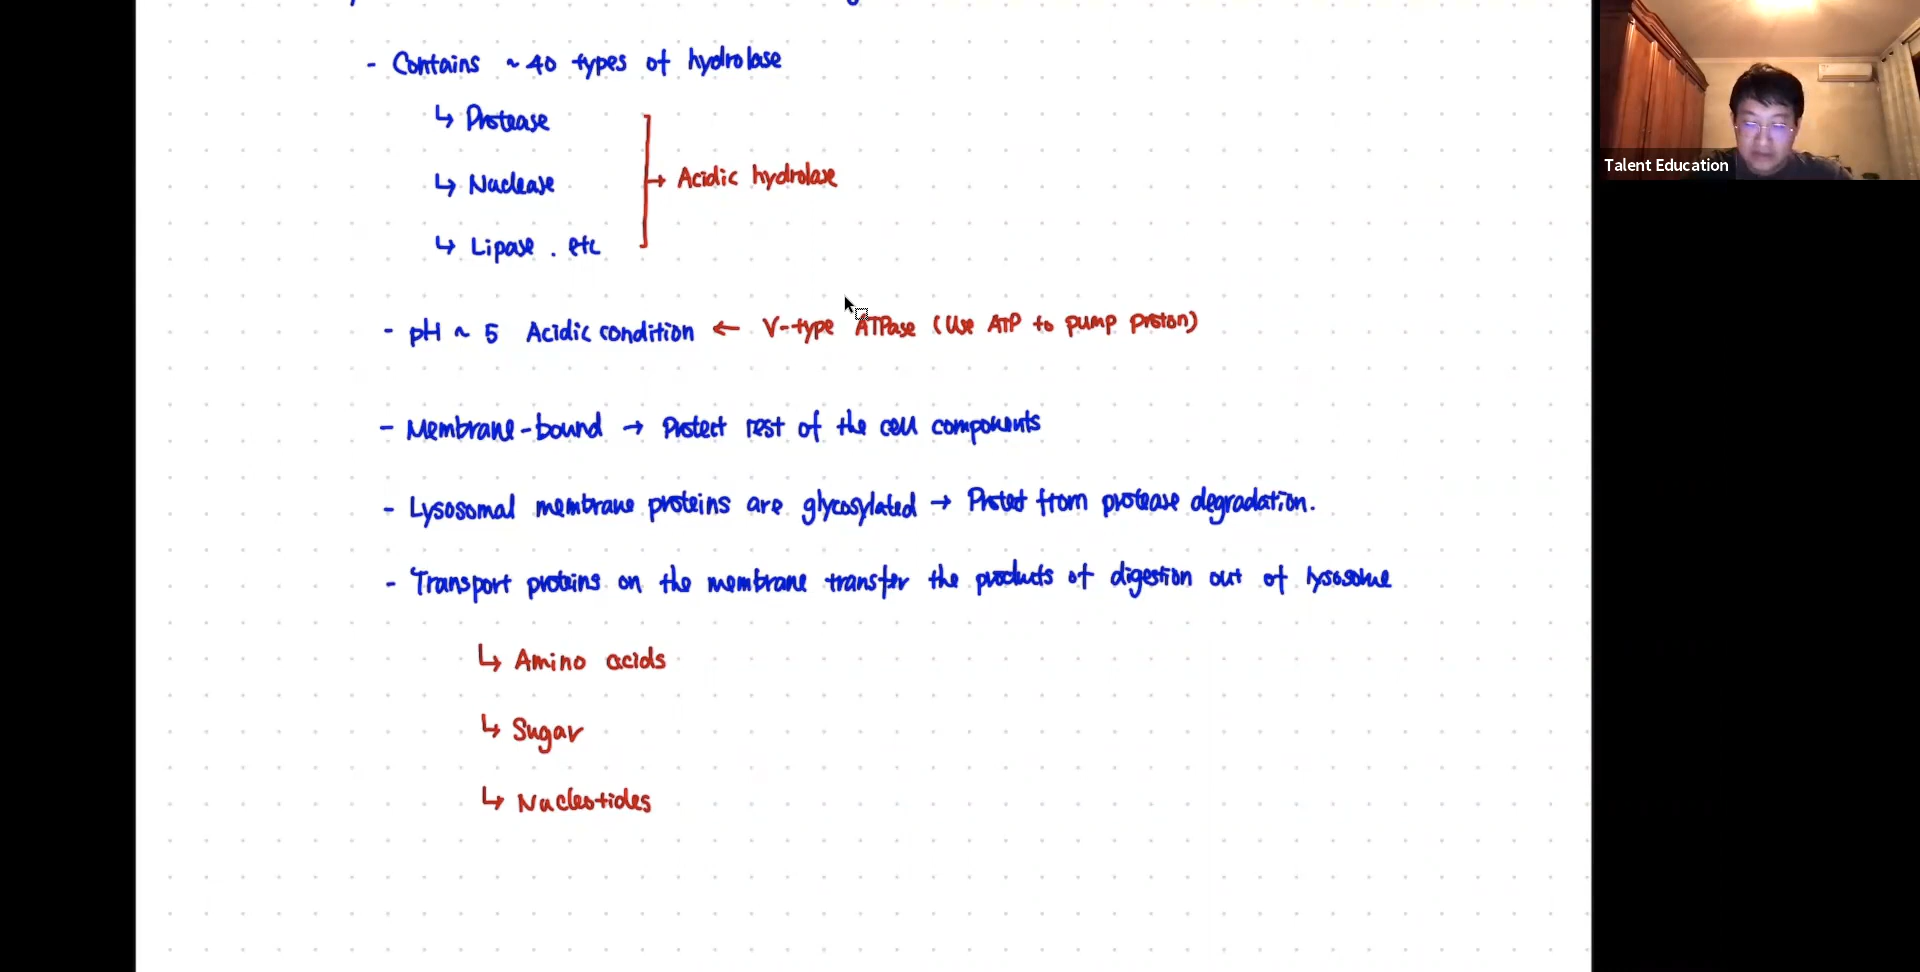 - Contains ~ 40 types of hydrolase
↳ Protease
↳ Nuclease
↳ Lipase . etc
→ Acidic hydrolase
- pH ~ 5 Acidic condition ← V-type ATPase (Use ATP to pump proton)
- Membrane-bound → Protect rest of the cell components
- Lysosomal membrane proteins are glycosylated → Protect from protease degradation.
- Transport proteins on the membrane transfer the products of digestion out of lysosome
↳ Amino acids
↳ Sugar
↳ Nucleotides
Talent Education